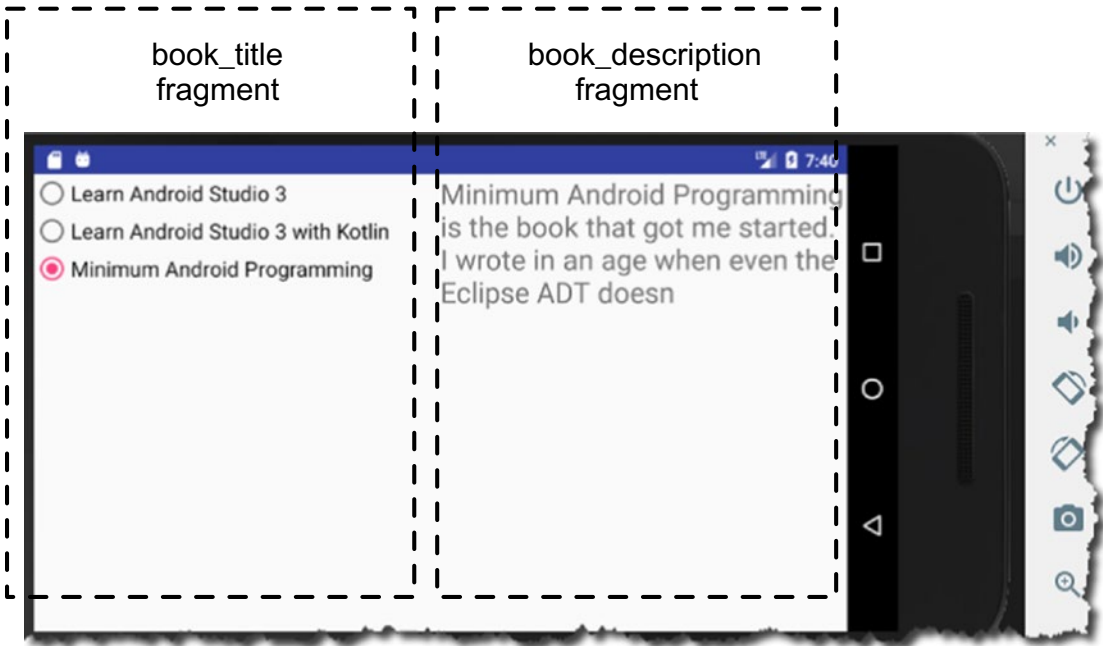 book_title
fragment
book_description
fragment
LTE 7:40
Learn Android Studio 3
Learn Android Studio 3 with Kotlin
Minimum Android Programming
Minimum Android Programming
is the book that got me started.
I wrote in an age when even the
Eclipse ADT doesn